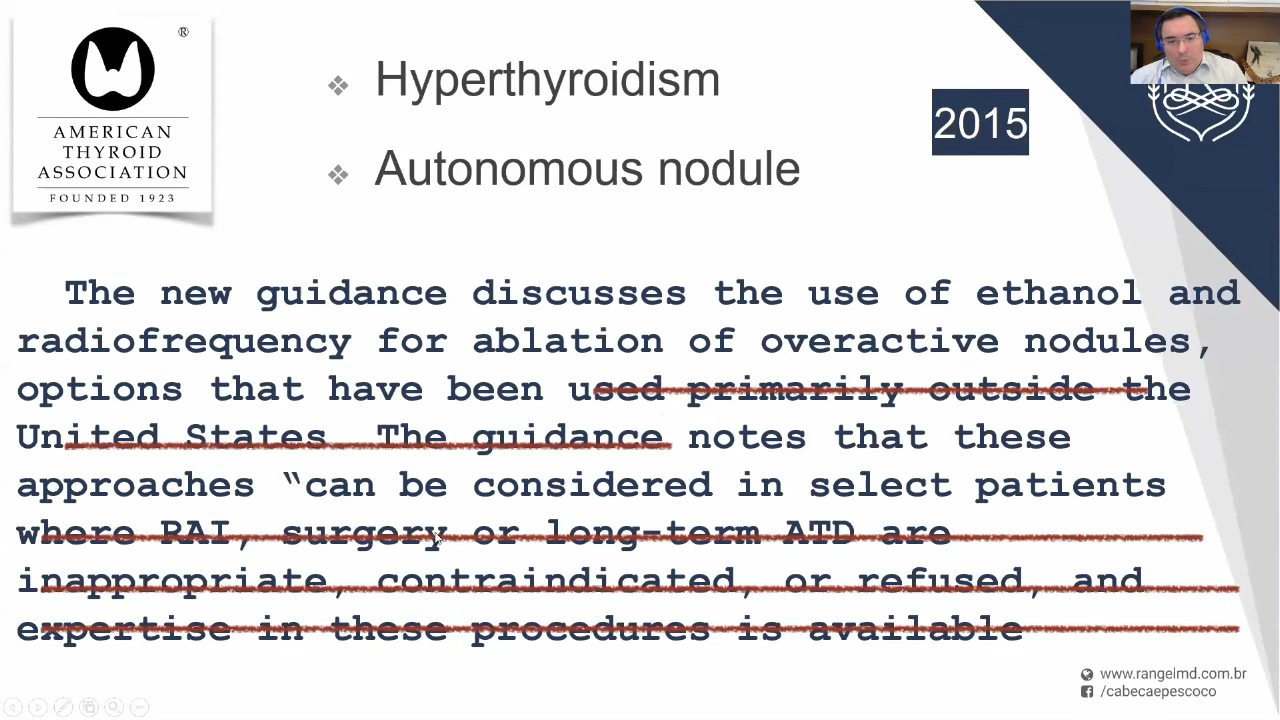 ®
AMERICAN
THYROID
ASSOCIATION
FOUNDED 1923
Hyperthyroidism
Autonomous nodule
2015
The new guidance discusses the use of ethanol and
radiofrequency for ablation of overactive nodules,
options that have been used primarily outside the
United States. The guidance notes that these
approaches “can be considered in select patients
where RAI, surgery or long-term ATD are
inappropriate, contraindicated, or refused, and
expertise in these procedures is available
www.rangelmd.com.br
/cabecaepescoco